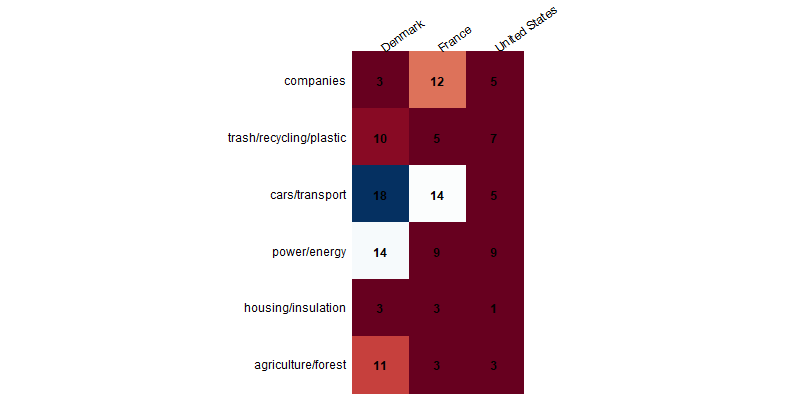 Denmark France United States
companies 3 12 5
trash/recycling/plastic 10 5 7
cars/transport 18 14 5
power/energy 14 9 9
housing/insulation 3 3 1
agriculture/forest 11 3 3